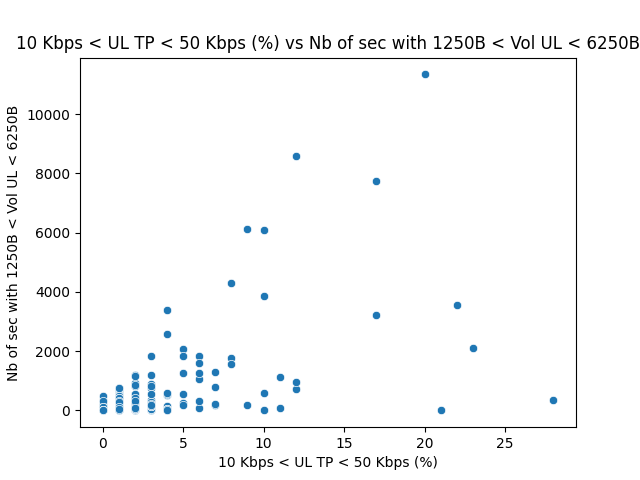 10 Kbps < UL TP < 50 Kbps (%) vs Nb of sec with 1250B < Vol UL < 6250B
Nb of sec with 1250B < Vol UL < 6250B
10000
8000
6000
4000
2000
0
0 5 10 15 20 25
10 Kbps < UL TP < 50 Kbps (%)